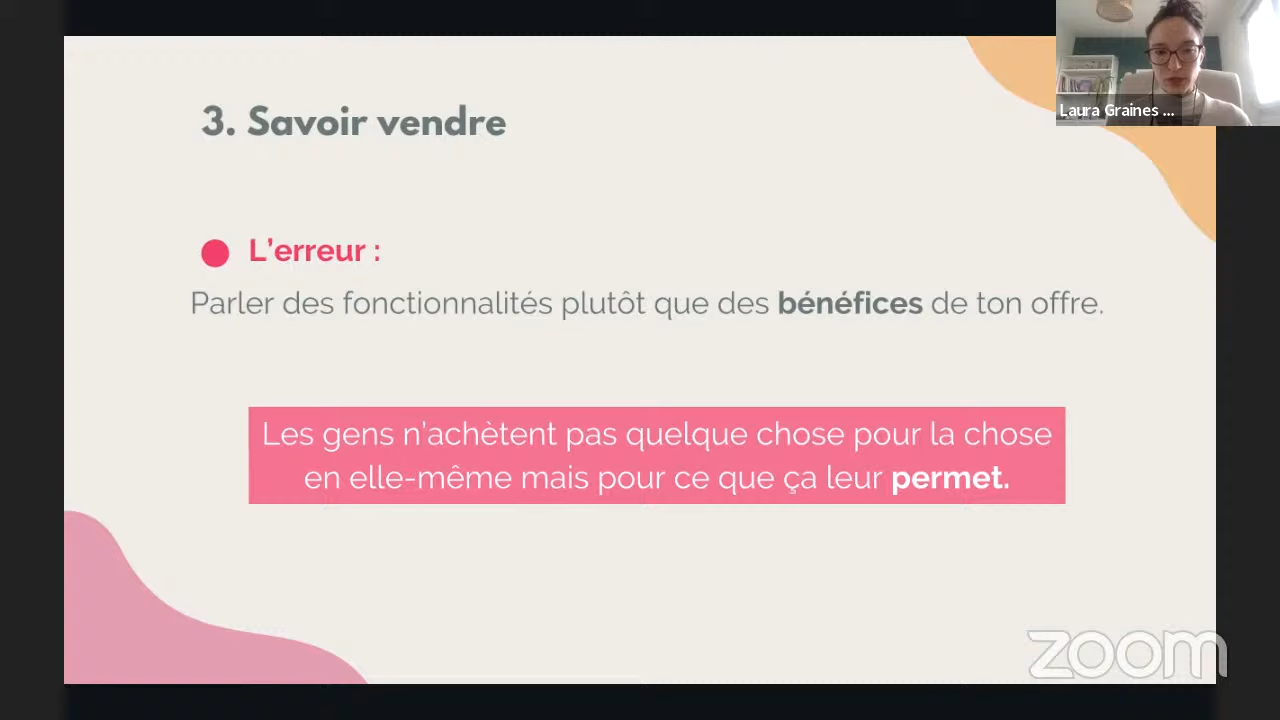 Laura Graines ...
3. Savoir vendre
L’erreur :
Parler des fonctionnalités plutôt que des bénéfices de ton offre.
Les gens n’achètent pas quelque chose pour la chose
en elle-même mais pour ce que ça leur permet.
zoom